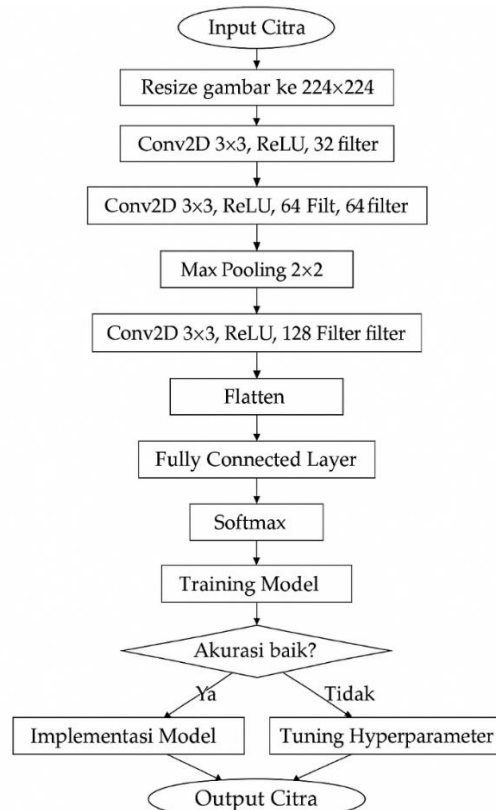 Input Citra
Resize gambar ke 224×224
Conv2D 3×3, ReLU, 32 filter
Conv2D 3×3, ReLU, 64 Filt, 64 filter
Max Pooling 2×2
Conv2D 3×3, ReLU, 128 Filter filter
Flatten
Fully Connected Layer
Softmax
Training Model
Akurasi baik?
Ya
Tidak
Implementasi Model
Tuning Hyperparameter
Output Citra